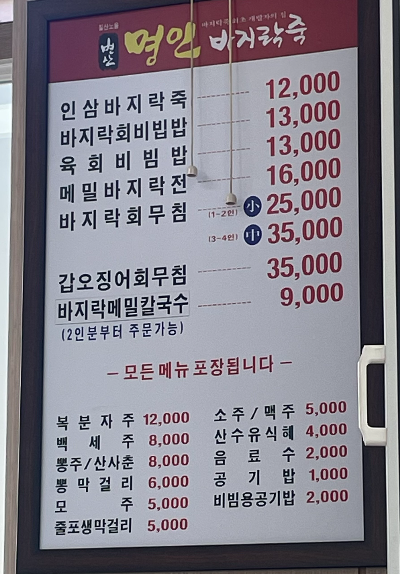 변산 명인 바지락죽
인삼바지락죽 12,000
바지락회비빔밥 13,000
육회비빔밥 13,000
메밀바지락전 16,000
바지락회무침 (1-2인) 小 25,000
(3-4인) 中 35,000
갑오징어회무침 35,000
바지락메밀칼국수 9,000
(2인분부터 주문가능)
- 모든 메뉴 포장됩니다 -
복분자주 12,000
백세주 8,000
뽕주/산사춘 8,000
뽕막걸리 6,000
모주 5,000
줄포생막걸리 5,000
소주/맥주 5,000
산수유식혜 4,000
음료수 2,000
공기밥 1,000
비빔용공기밥 2,000